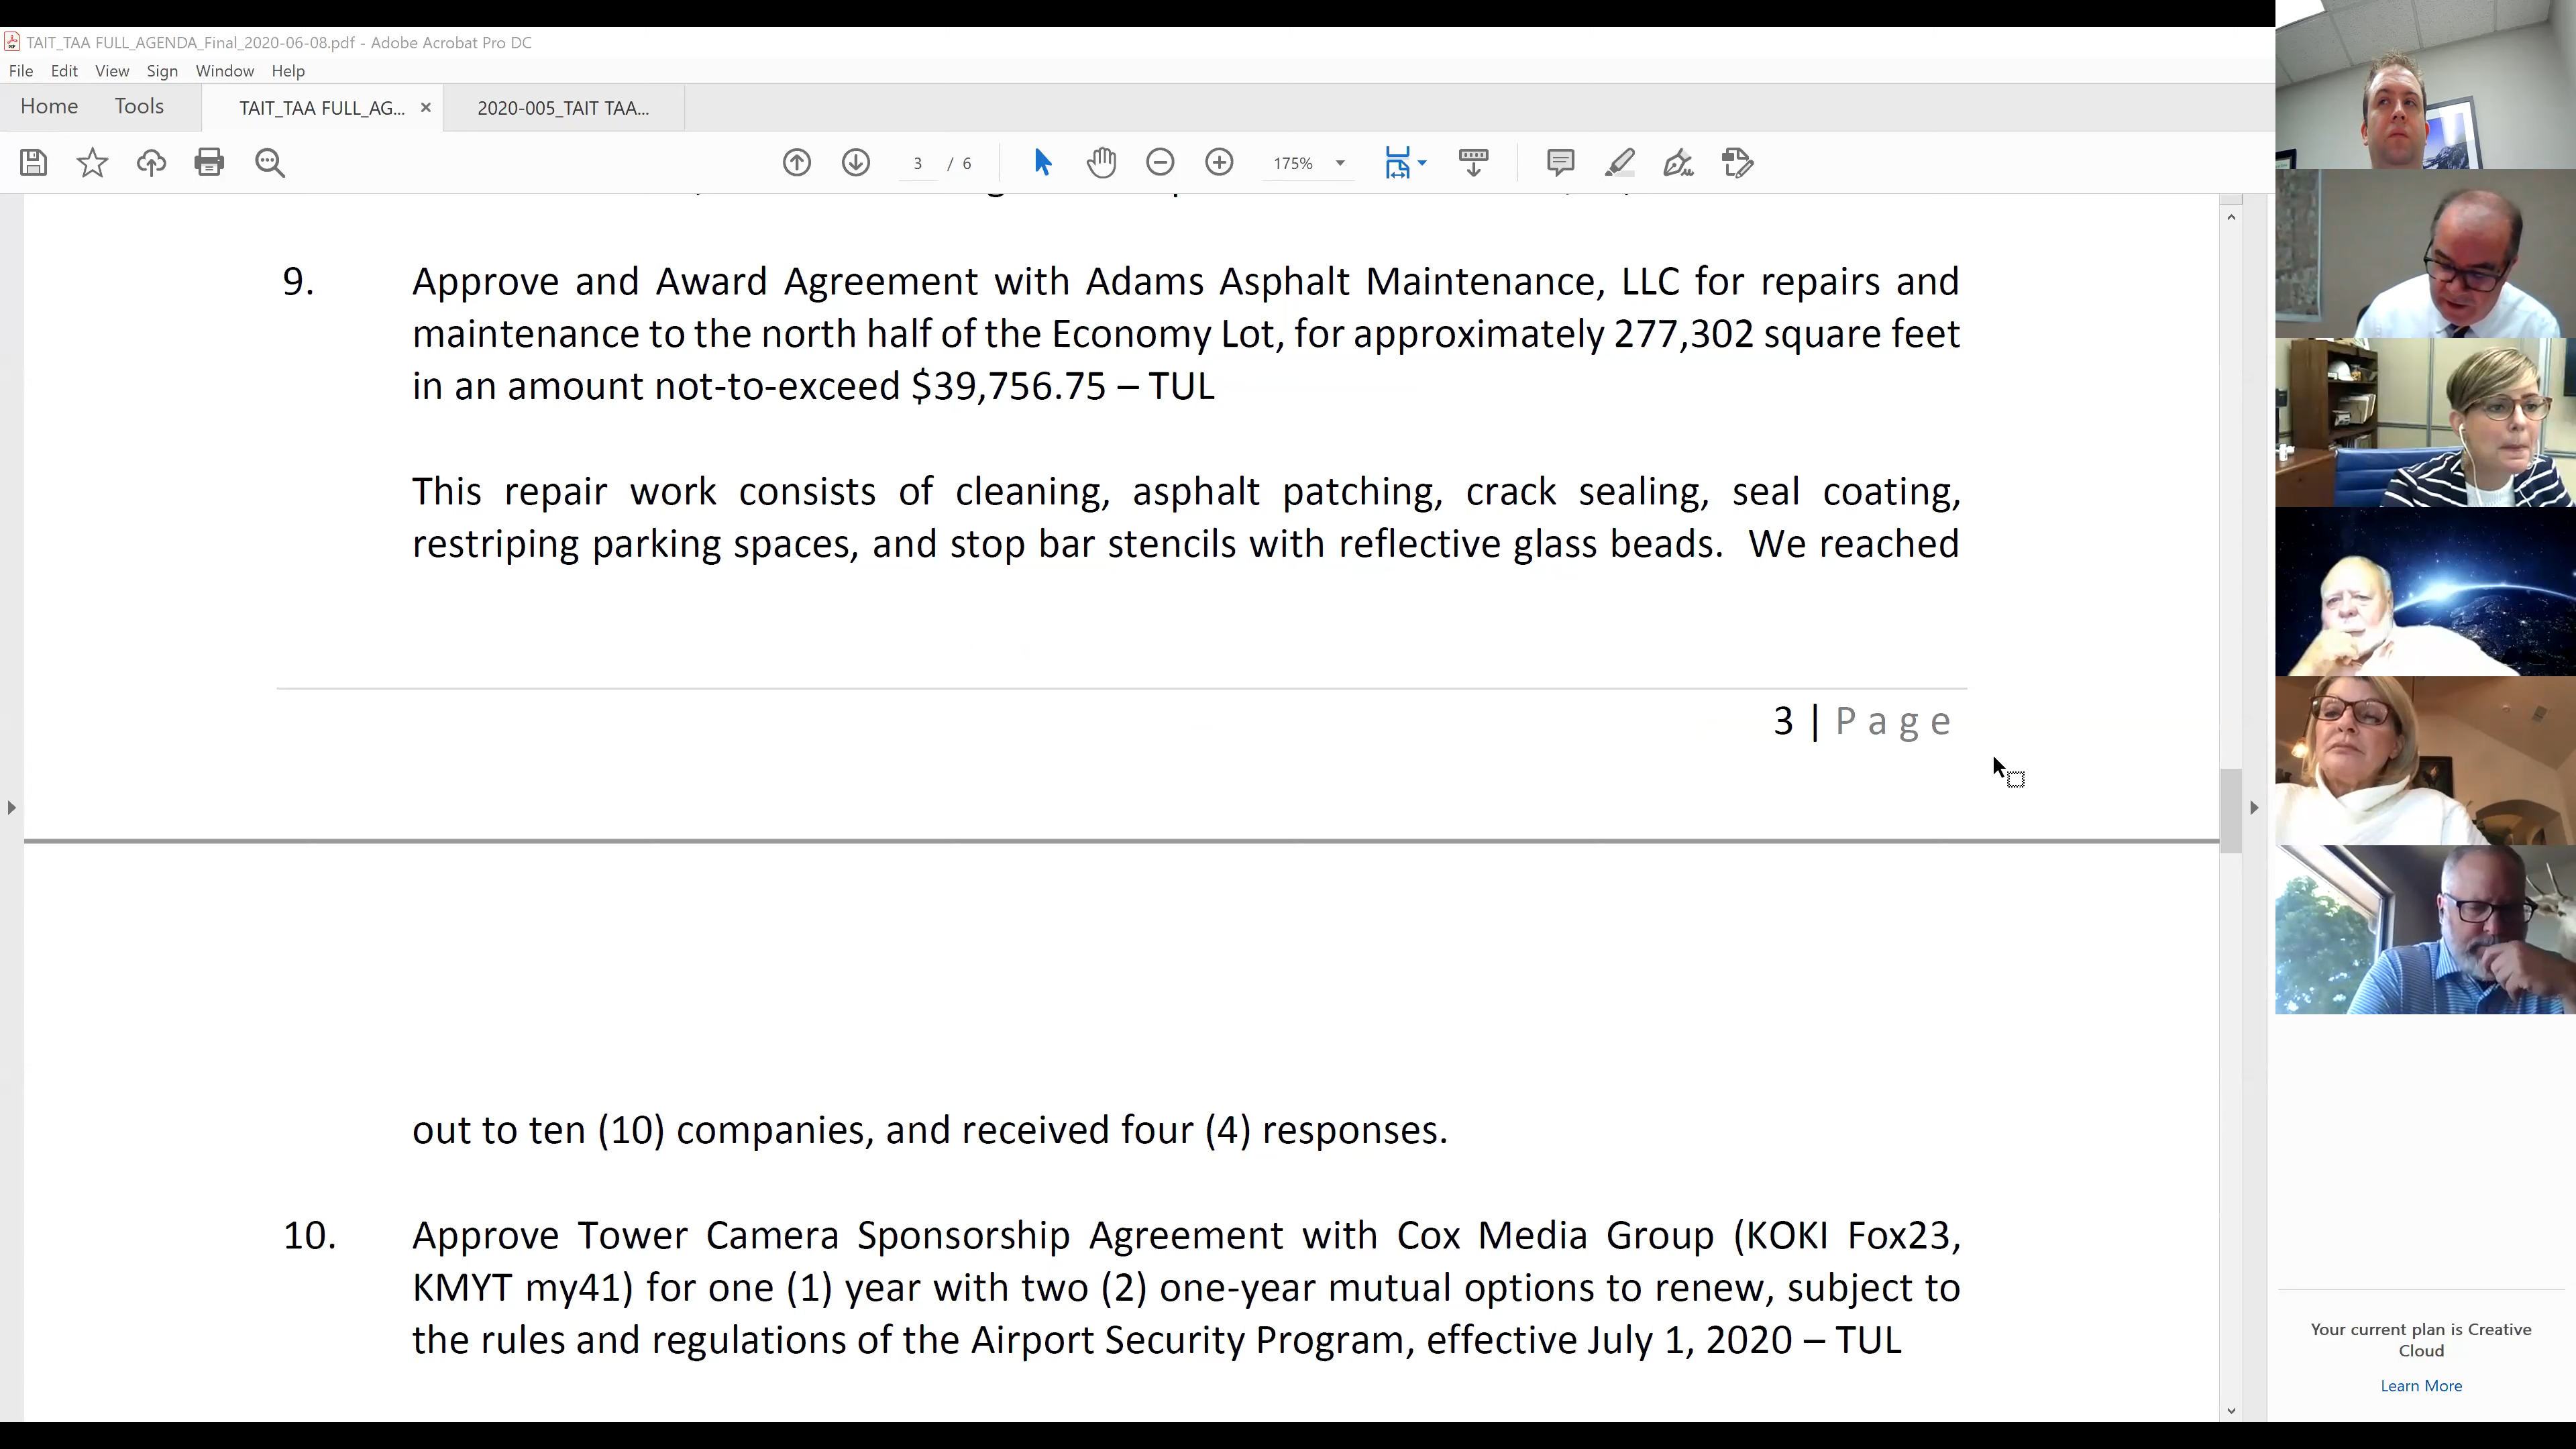 TAIT_TAA FULL_AGENDA_Final_2020-06-08.pdf - Adobe Acrobat Pro DC
File Edit View Sign Window Help
Home Tools TAIT_TAA FULL_AG... × 2020-005_TAIT TAA...
3 / 6 175%
9. Approve and Award Agreement with Adams Asphalt Maintenance, LLC for repairs and
maintenance to the north half of the Economy Lot, for approximately 277,302 square feet
in an amount not-to-exceed $39,756.75 – TUL
This repair work consists of cleaning, asphalt patching, crack sealing, seal coating,
restriping parking spaces, and stop bar stencils with reflective glass beads. We reached
3 | Page
out to ten (10) companies, and received four (4) responses.
10. Approve Tower Camera Sponsorship Agreement with Cox Media Group (KOKI Fox23,
KMYT my41) for one (1) year with two (2) one-year mutual options to renew, subject to
the rules and regulations of the Airport Security Program, effective July 1, 2020 – TUL
Your current plan is Creative
Cloud
Learn More